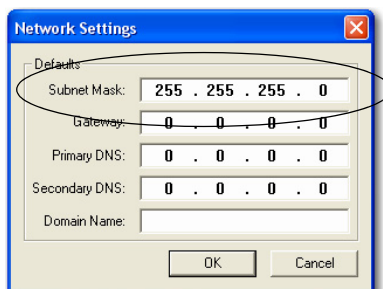 Network Settings
Defaults
Subnet Mask: 255 . 255 . 255 . 0
Gateway: 0 . 0 . 0 . 0
Primary DNS: 0 . 0 . 0 . 0
Secondary DNS: 0 . 0 . 0 . 0
Domain Name:
OK Cancel